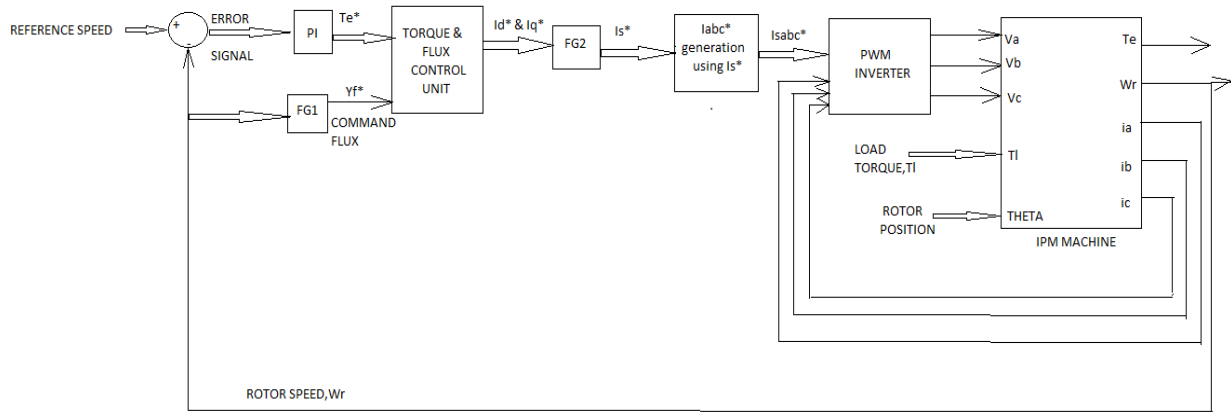 REFERENCE SPEED
+
-
ERROR
SIGNAL
PI
Te*
TORQUE &
FLUX
CONTROL
UNIT
Id* & Iq*
FG2
Is*
Iabc*
generation
using Is*
Isabc*
PWM
INVERTER
Va
Vb
Vc
Te
Wr
ia
ib
ic
FG1
Yf*
COMMAND
FLUX
LOAD
TORQUE,Tl
Tl
ROTOR
POSITION
THETA
IPM MACHINE
ROTOR SPEED,Wr